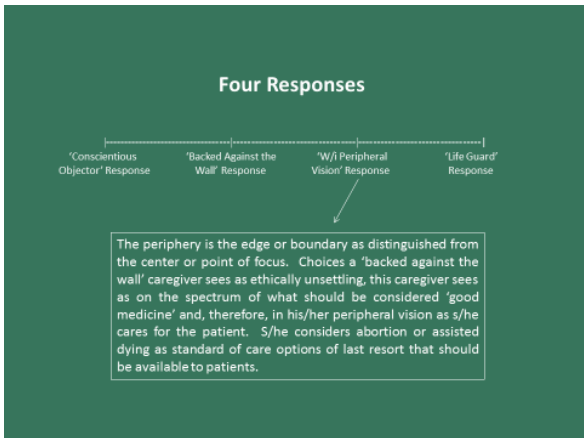 Four Responses
'Conscientious
Objector' Response
'Backed Against the
Wall' Response
'W/i Peripheral
Vision' Response
'Life Guard'
Response
The periphery is the edge or boundary as distinguished from
the center or point of focus.  Choices a 'backed against the
wall' caregiver sees as ethically unsettling, this caregiver sees
as on the spectrum of what should be considered 'good
medicine' and, therefore, in his/her peripheral vision as s/he
cares for the patient.  S/he considers abortion or assisted
dying as standard of care options of last resort that should
be available to patients.